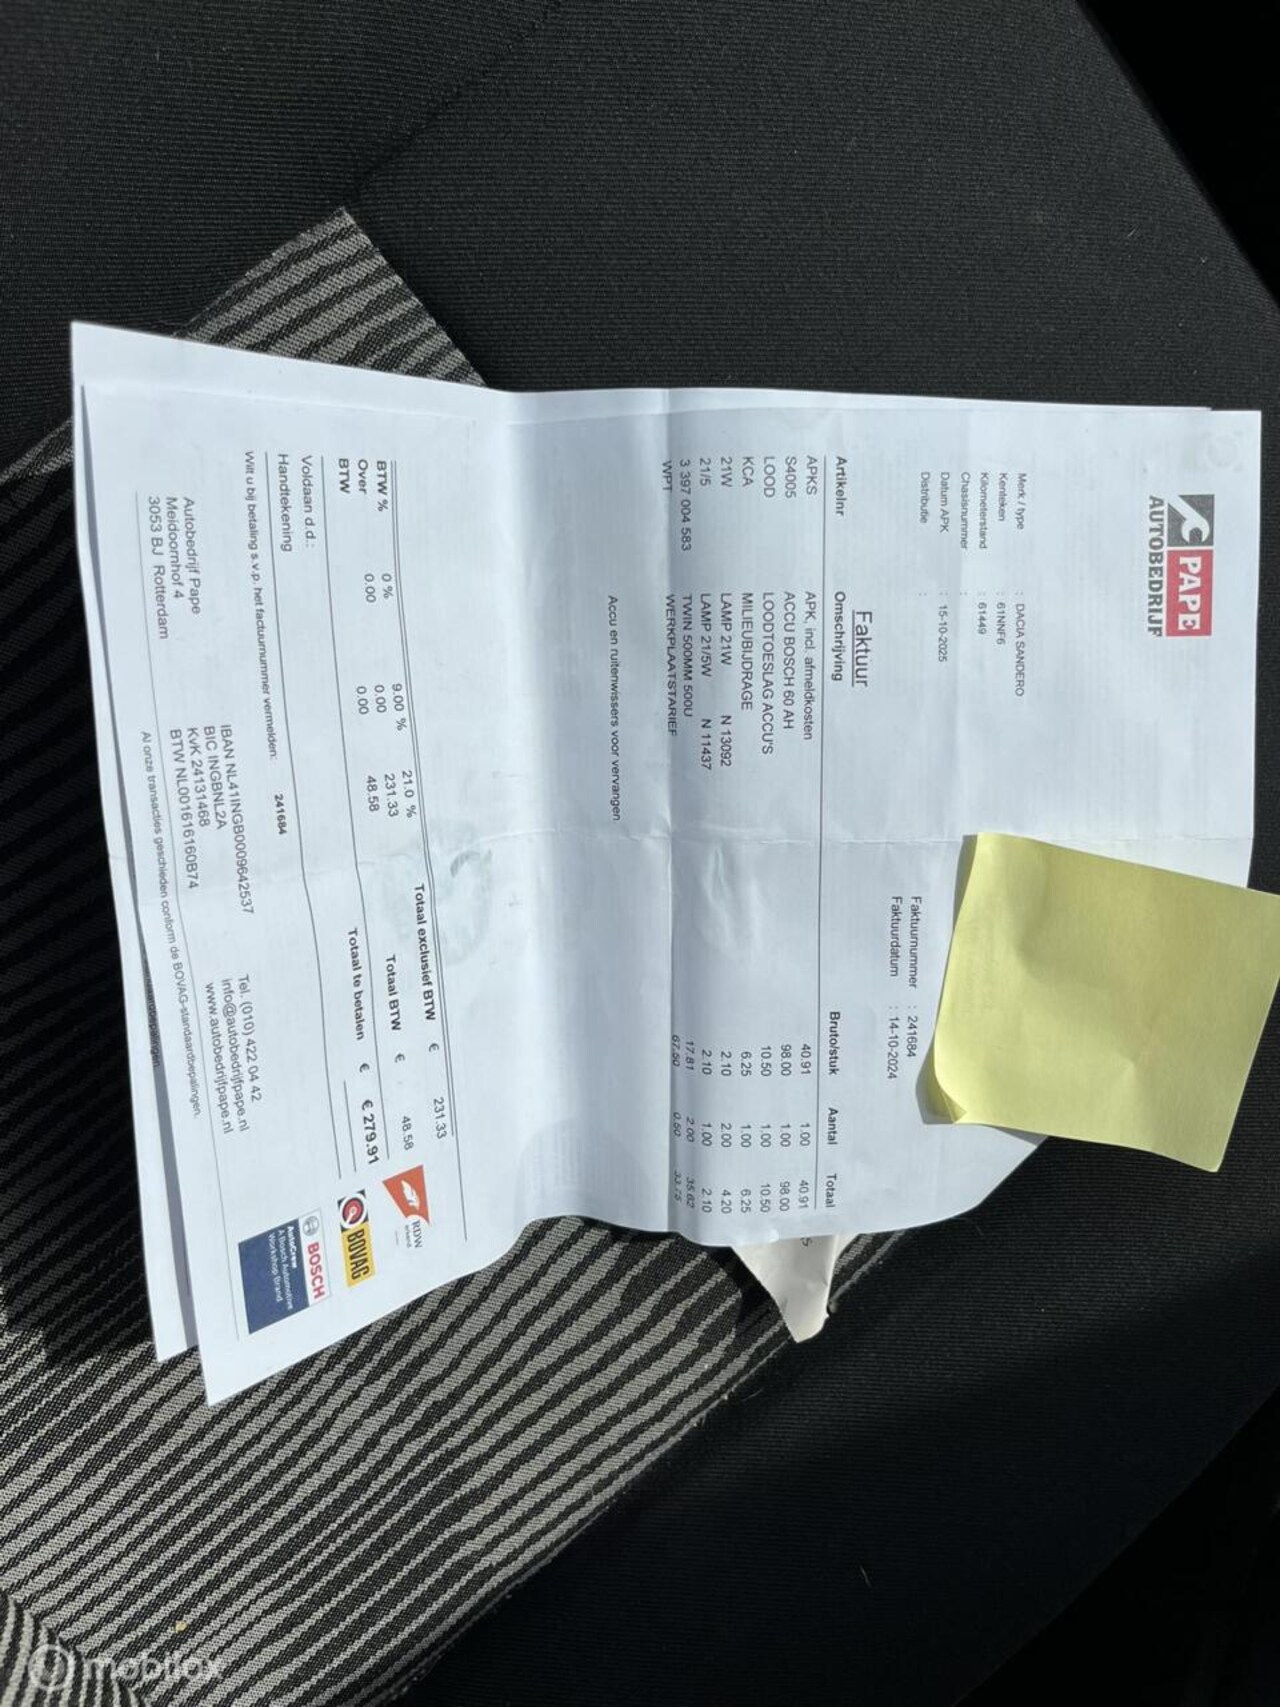 PAPE
AUTOBEDRIJF
Merk / type : DACIA SANDERO
Kenteken : 61NNF6
Kilometerstand : 61449
Chasisnummer :
Datum APK : 15-10-2025
Distributie :
Faktuurnummer : 241684
Faktuurdatum : 14-10-2024
Faktuur
Artikelnr Omschrijving Bruto/stuk Aantal Totaal
APKS APK, incl. afmeldkosten 40.91 1.00 40.91
S4005 ACCU BOSCH 60 AH 98.00 1.00 98.00
LOOD LOODTOESLAG ACCU'S 10.50 1.00 10.50
KCA MILIEUBIJDRAGE 6.25 1.00 6.25
21W LAMP 21W N 13092 2.10 2.00 4.20
21/5 LAMP 21/5W N 11437 2.10 1.00 2.10
3 397 004 583 TWIN 500MM 500U 17.81 2.00 35.62
WPT WERKPLAATSTARIEF 67.50 0.50 33.75
Accu en ruitenwissers voor vervangen
Totaal exclusief BTW € 231.33
BTW % 0 % 9.00 % 21.0 %
Over 0.00 0.00 231.33
BTW 0.00 48.58
Totaal BTW € 48.58
Totaal te betalen € € 279.91
Voldaan d.d.:
Handtekening
Wilt u bij betaling s.v.p. het factuurnummer vermelden: 241684
RDW
BOVAG
BOSCH
AutoCrew
A Bosch Automotive
Workshop Brand
Autobedrijf Pape
Meidoornhof 4
3053 BJ Rotterdam
IBAN NL41INGB0009642537
BIC INGBNL2A
KvK 24131468
BTW NL001616160B74
Tel. (010) 422 04 42
info@autobedrijfpape.nl
www.autobedrijfpape.nl
Al onze transacties geschieden conform de BOVAG-standaardbepalingen.
mobilox